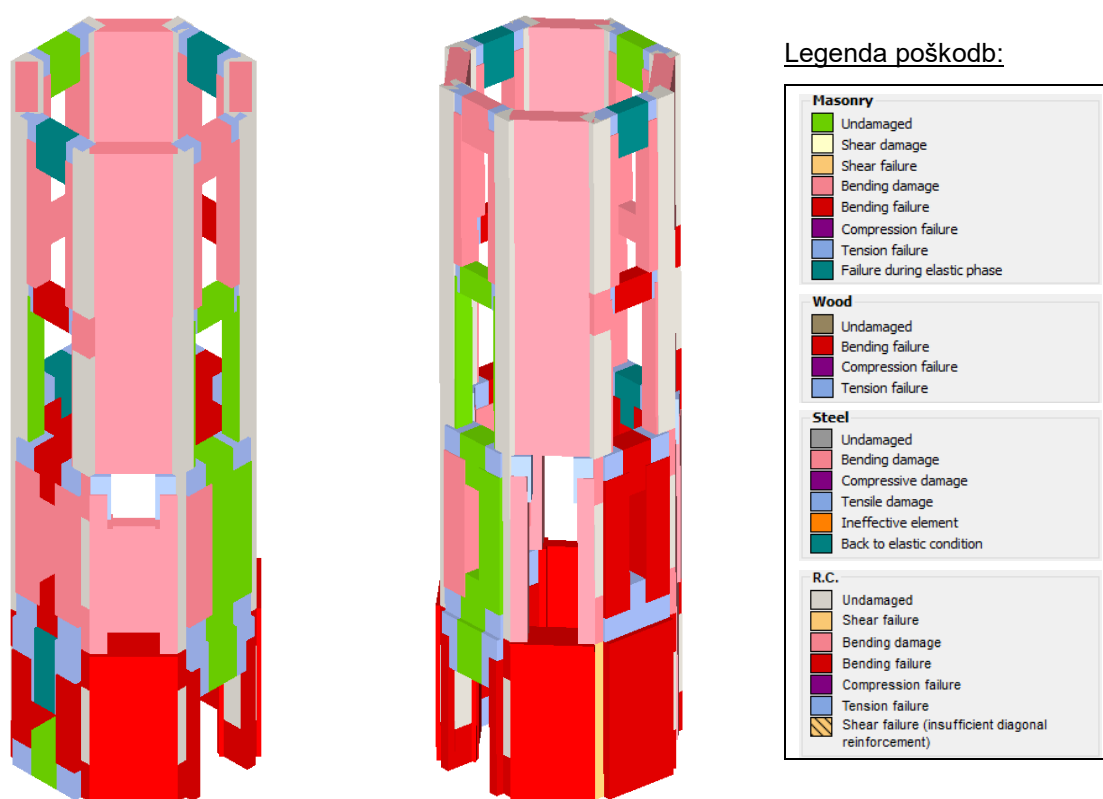 Legenda poškodb:
Masonry
Undamaged
Shear damage
Shear failure
Bending damage
Bending failure
Compression failure
Tension failure
Failure during elastic phase
Wood
Undamaged
Bending failure
Compression failure
Tension failure
Steel
Undamaged
Bending damage
Compressive damage
Tensile damage
Ineffective element
Back to elastic condition
R.C.
Undamaged
Shear failure
Bending damage
Bending failure
Compression failure
Tension failure
Shear failure (insufficient diagonal
reinforcement)